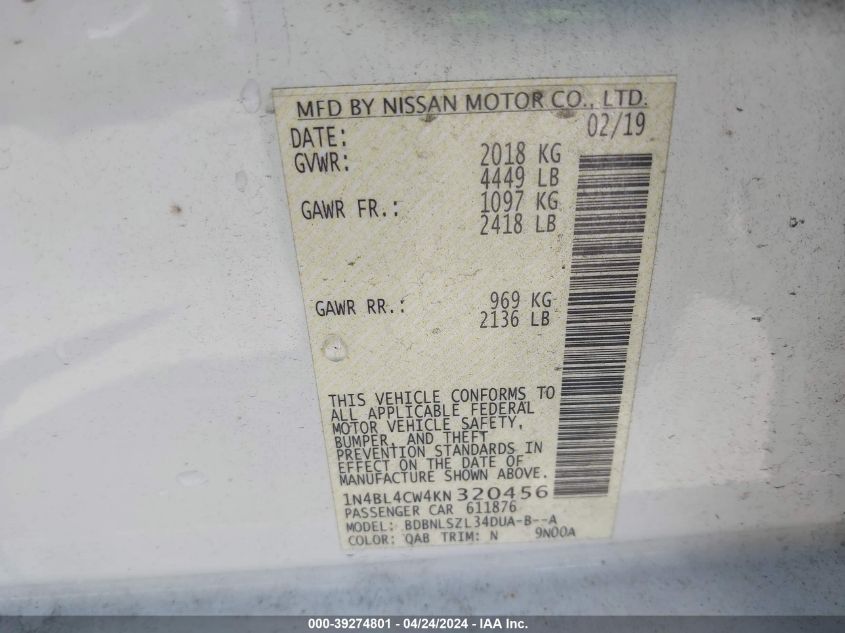 MFD BY NISSAN MOTOR CO., LTD.
DATE: 02/19
GVWR: 2018 KG
4449 LB
GAWR FR.: 1097 KG
2418 LB
GAWR RR.: 969 KG
2136 LB
THIS VEHICLE CONFORMS TO
ALL APPLICABLE FEDERAL
MOTOR VEHICLE SAFETY,
BUMPER, AND THEFT
PREVENTION STANDARDS IN
EFFECT ON THE DATE OF
MANUFACTURE SHOWN ABOVE.
1N4BL4CW4KN320456
PASSENGER CAR 611876
MODEL: BDBNLSZL34DUA-B--A
COLOR: QAB TRIM: N 9N00A
000-39274801 - 04/24/2024 - IAA Inc.